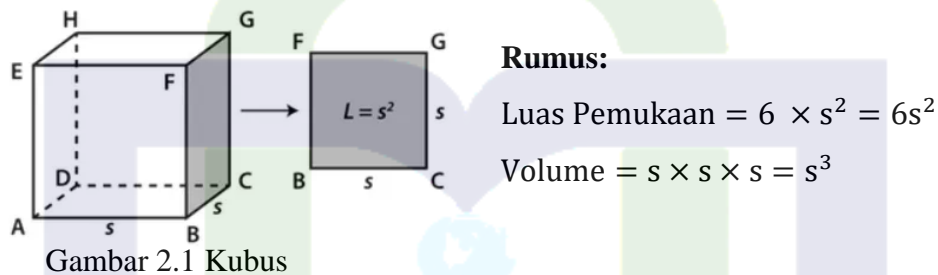 H
G
E
F
D
C
A
B
s
s
F
G
L = s²
s
B
s
C
Rumus:
Luas Pemukaan = 6 × s² = 6s²
Volume = s × s × s = s³
Gambar 2.1 Kubus